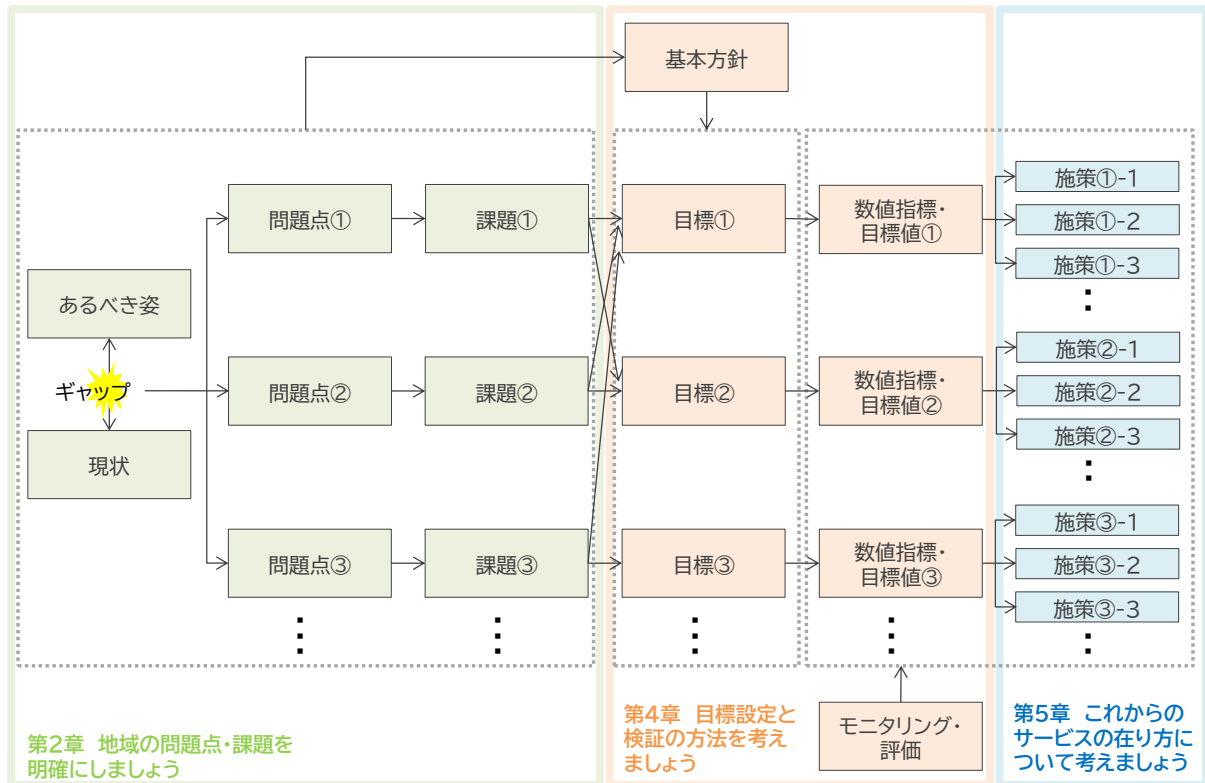 基本方針
あるべき姿
ギャップ
現状
問題点①
課題①
問題点②
課題②
問題点③
課題③
⋮
⋮
目標①
数値指標・
目標値①
目標②
数値指標・
目標値②
目標③
数値指標・
目標値③
⋮
⋮
施策①-1
施策①-2
施策①-3
⋮
施策②-1
施策②-2
施策②-3
⋮
施策③-1
施策③-2
施策③-3
⋮
第2章 地域の問題点・課題を
明確にしましょう
第4章 目標設定と
検証の方法を考え
ましょう
モニタリング・
評価
第5章 これからの
サービスの在り方に
ついて考えましょう